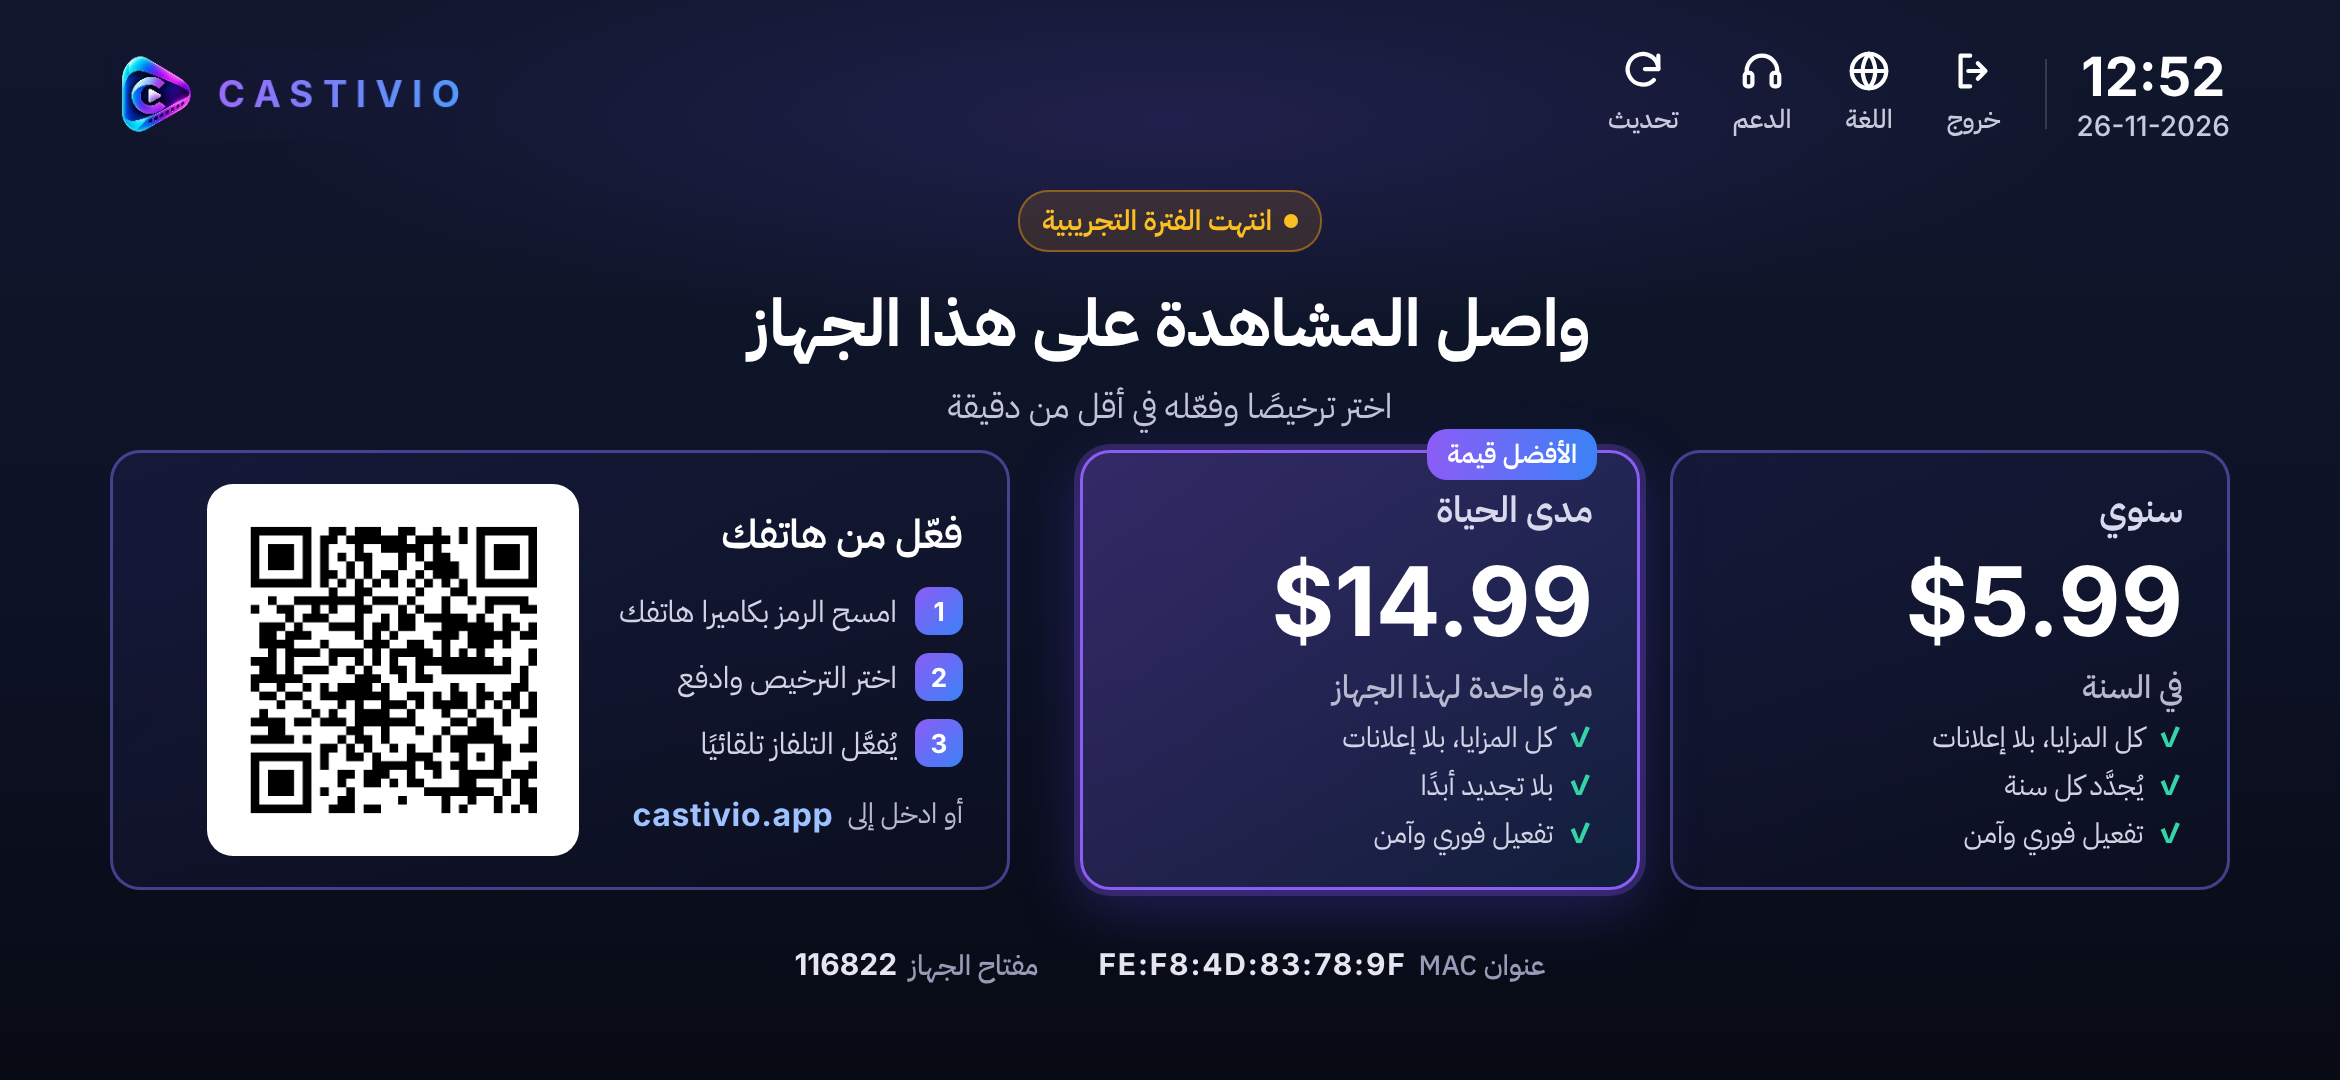 CASTIVIO
12:52
26-11-2026
خروج
اللغة
الدعم
تحديث
انتهت الفترة التجريبية
واصل المشاهدة على هذا الجهاز
اختر ترخيصًا وفعّله في أقل من دقيقة
سنوي
$5.99
في السنة
كل المزايا، بلا إعلانات
يُجدَّد كل سنة
تفعيل فوري وآمن
الأفضل قيمة
مدى الحياة
$14.99
مرة واحدة لهذا الجهاز
كل المزايا، بلا إعلانات
بلا تجديد أبدًا
تفعيل فوري وآمن
فعّل من هاتفك
1 امسح الرمز بكاميرا هاتفك
2 اختر الترخيص وادفع
3 يُفعَّل التلفاز تلقائيًا
أو ادخل إلى castivio.app
عنوان MAC FE:F8:4D:83:78:9F
مفتاح الجهاز 116822